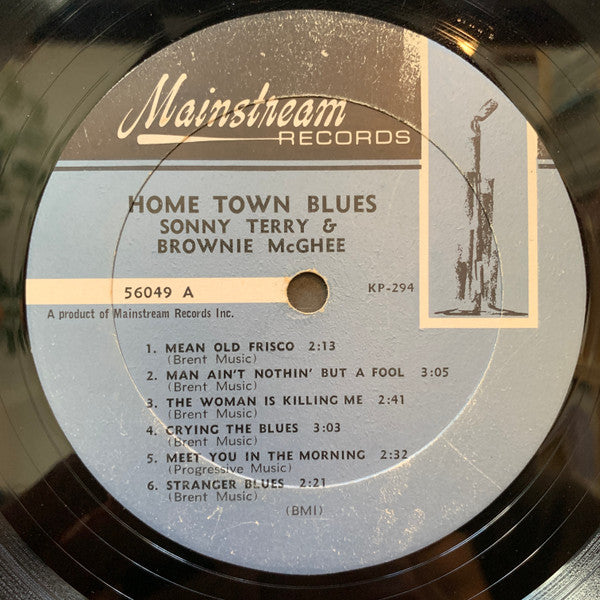 Mainstream
RECORDS
HOME TOWN BLUES
SONNY TERRY &
BROWNIE McGHEE
56049 A
KP-294
A product of Mainstream Records Inc.
1. MEAN OLD FRISCO 2:13
(Brent Music)
2. MAN AIN'T NOTHIN' BUT A FOOL 3:05
(Brent Music)
3. THE WOMAN IS KILLING ME 2:41
(Brent Music)
4. CRYING THE BLUES 3:03
(Brent Music)
5. MEET YOU IN THE MORNING 2:32
(Progressive Music)
6. STRANGER BLUES 2:21
(Brent Music)
(BMI)